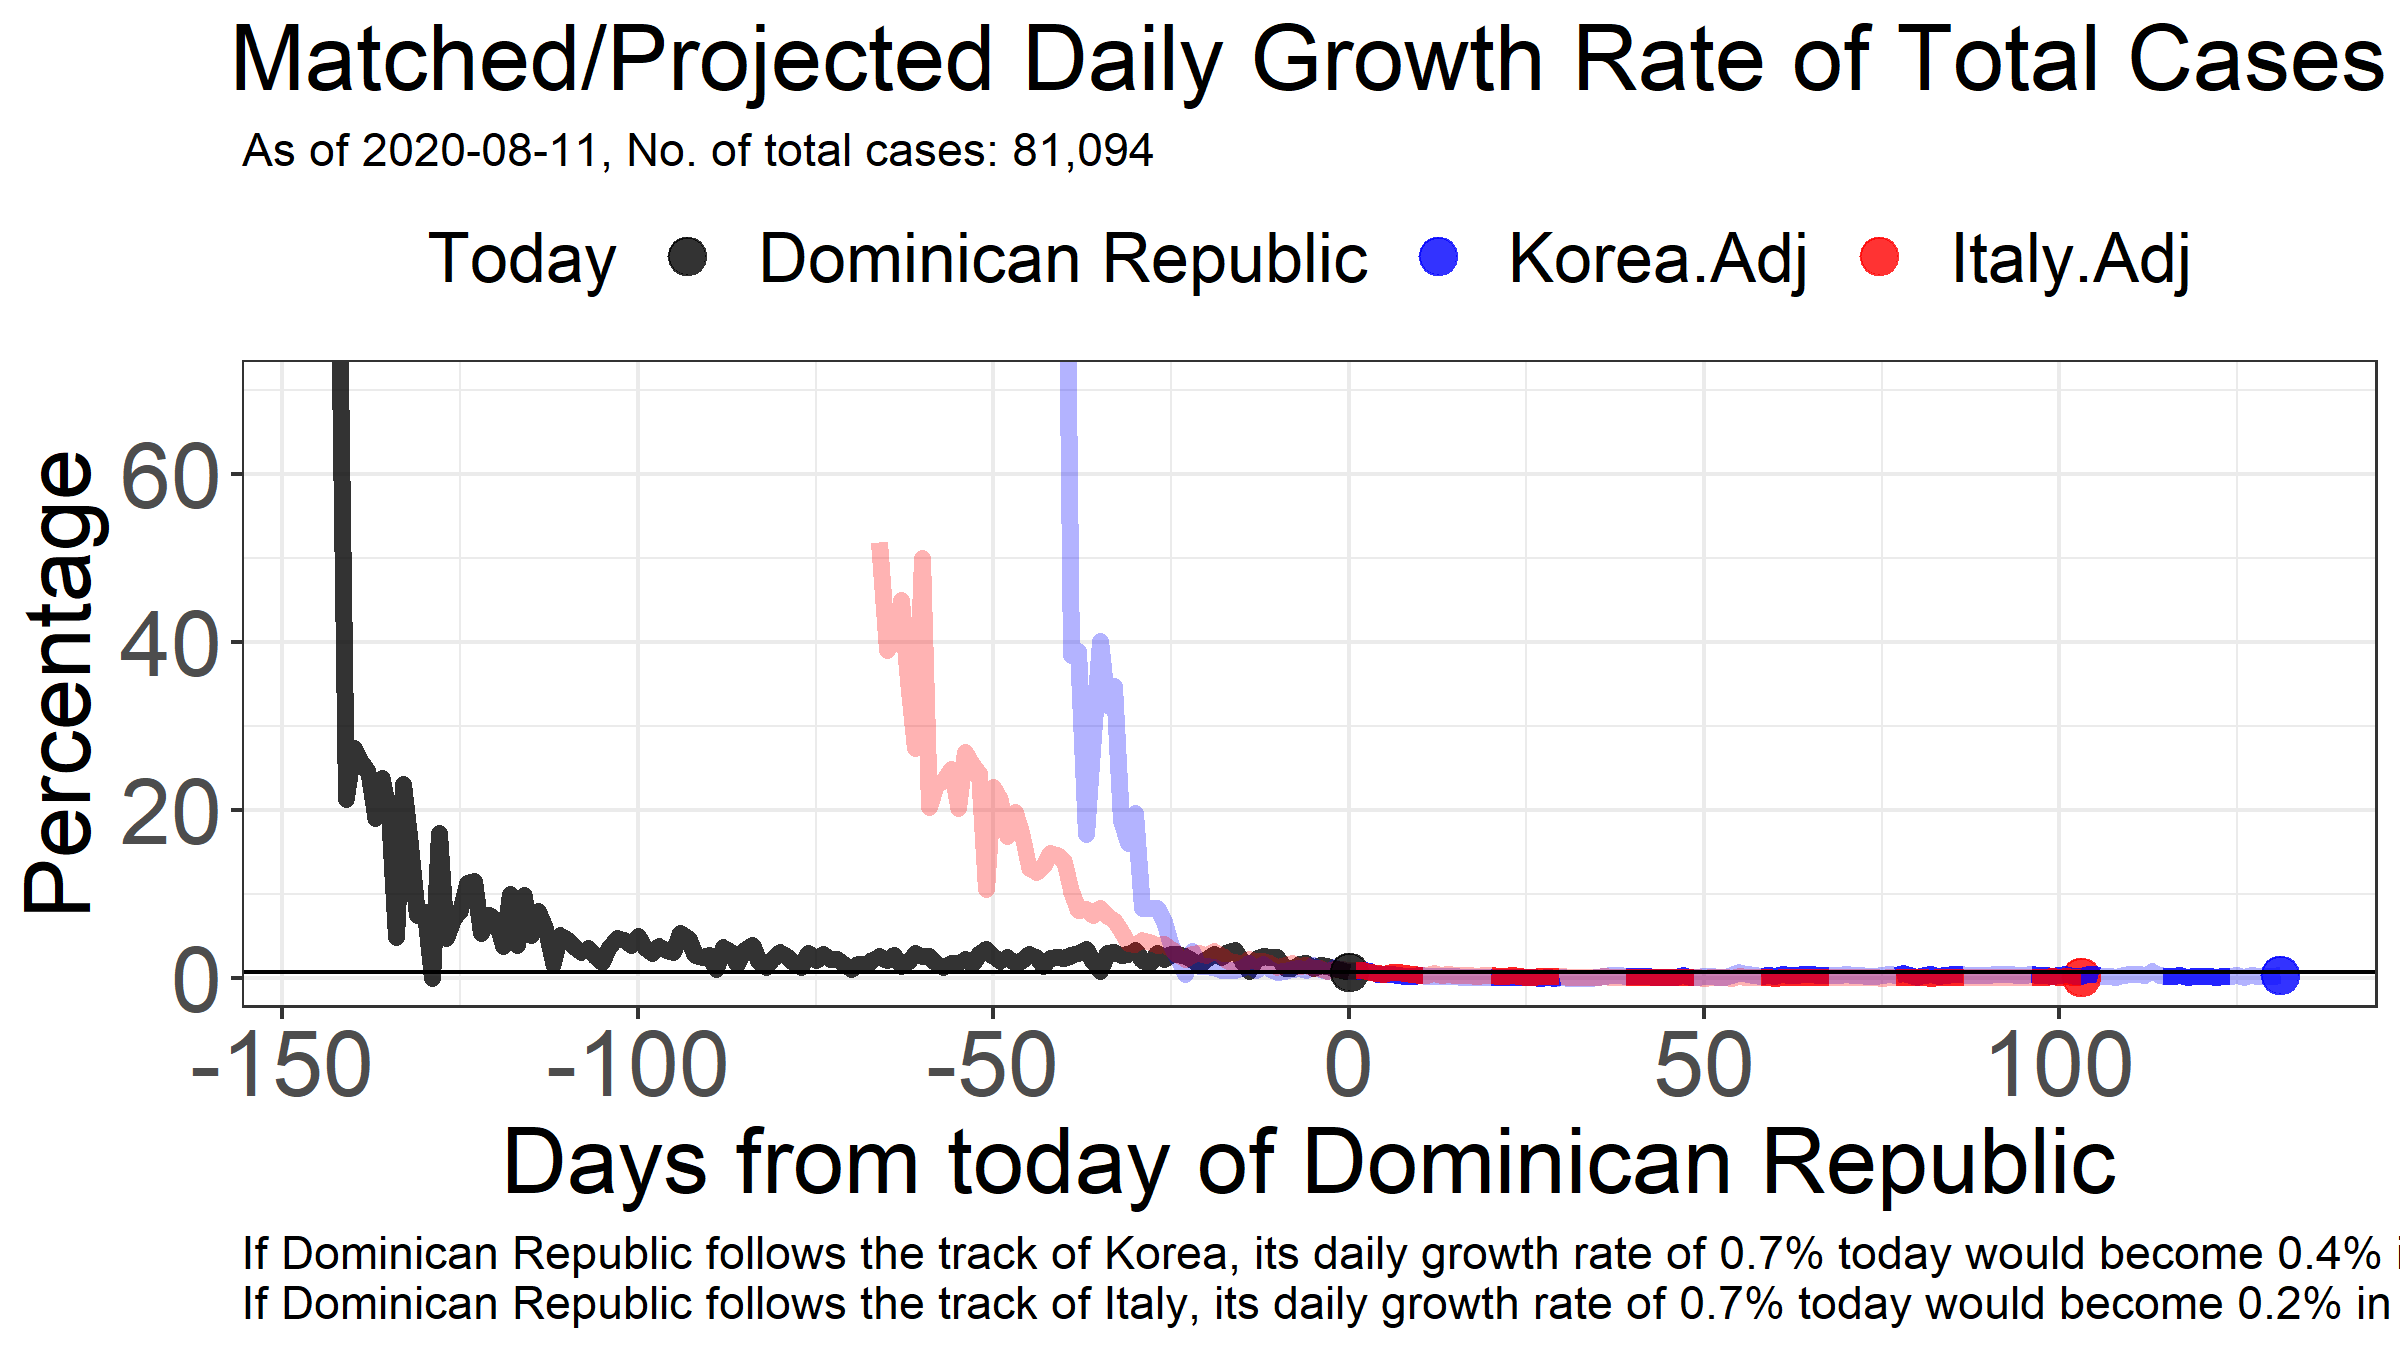 Matched/Projected Daily Growth Rate of Total Cases
As of 2020-08-11, No. of total cases: 81,094
Today Dominican Republic Korea.Adj Italy.Adj
Percentage
60
40
20
0
-150 -100 -50 0 50 100
Days from today of Dominican Republic
If Dominican Republic follows the track of Korea, its daily growth rate of 0.7% today would become 0.4%
If Dominican Republic follows the track of Italy, its daily growth rate of 0.7% today would become 0.2% in